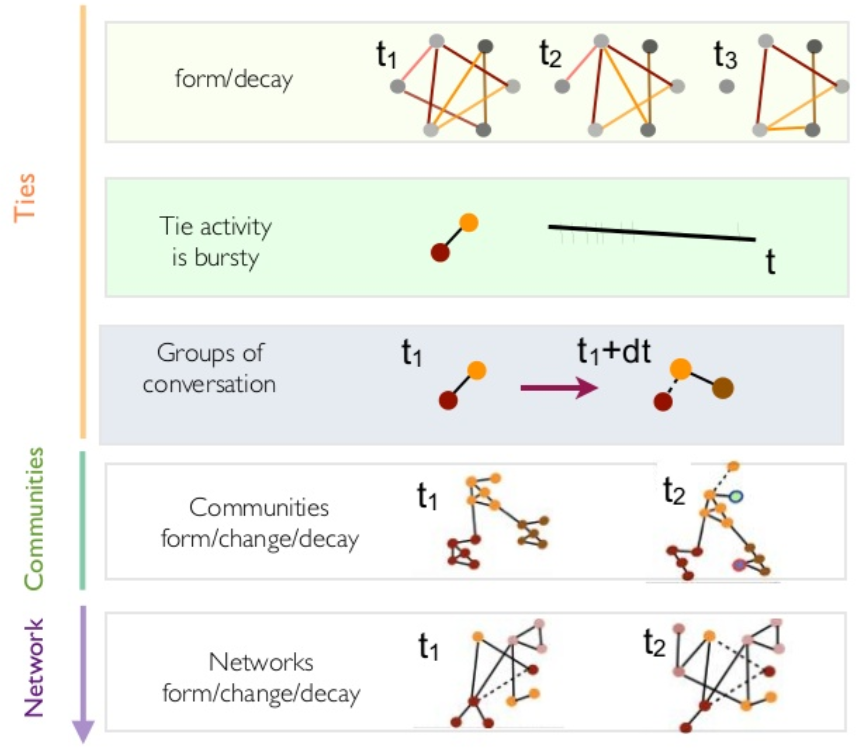 Ties
form/decay
t1 t2 t3
Tie activity
is bursty
t
Groups of
conversation
t1 t1+dt
Communities
Communities
form/change/decay
t1 t2
Network
Networks
form/change/decay
t1 t2